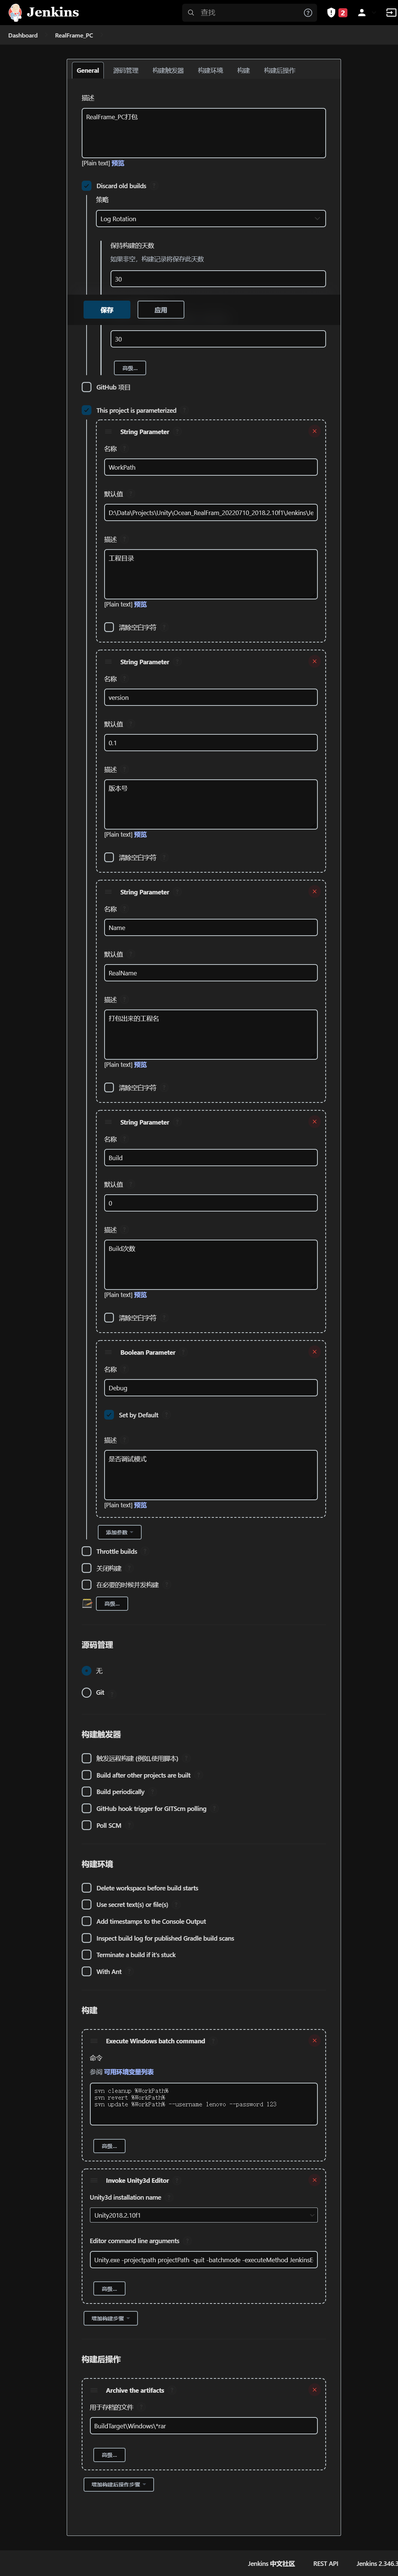 Jenkins
查找
2
Dashboard
RealFrame_PC
General
源码管理
构建触发器
构建环境
构建
构建后操作
描述
RealFrame_PC打包
[Plain text] 预览
Discard old builds
策略
Log Rotation
保持构建的天数
如果非空，构建记录将保存此天数
30
保存
应用
30
高级...
GitHub 项目
This project is parameterized
String Parameter
名称
WorkPath
默认值
D:\Data\Projects\Unity\Ocean_RealFram_20220710_2018.2.10f1\Jenkins\Je
描述
工程目录
[Plain text] 预览
清除空白字符
String Parameter
名称
version
默认值
0.1
描述
版本号
[Plain text] 预览
清除空白字符
String Parameter
名称
Name
默认值
RealName
描述
打包出来的工程名
[Plain text] 预览
清除空白字符
String Parameter
名称
Build
默认值
0
描述
Build次数
[Plain text] 预览
清除空白字符
Boolean Parameter
名称
Debug
Set by Default
描述
是否调试模式
[Plain text] 预览
添加参数
Throttle builds
关闭构建
在必要的时候并发构建
高级...
源码管理
无
Git
构建触发器
触发远程构建 (例如,使用脚本)
Build after other projects are built
Build periodically
GitHub hook trigger for GITScm polling
Poll SCM
构建环境
Delete workspace before build starts
Use secret text(s) or file(s)
Add timestamps to the Console Output
Inspect build log for published Gradle build scans
Terminate a build if it's stuck
With Ant
构建
Execute Windows batch command
命令
参阅 可用环境变量列表
svn cleanup %WorkPath%
svn revert %WorkPath%
svn update %WorkPath% --username lenovo --password 123
高级...
Invoke Unity3d Editor
Unity3d installation name
Unity2018.2.10f1
Editor command line arguments
Unity.exe -projectpath projectPath -quit -batchmode -executeMethod JenkinsE
高级...
增加构建步骤
构建后操作
Archive the artifacts
用于存档的文件
BuildTarget\Windows\*rar
高级...
增加构建后操作步骤
Jenkins 中文社区
REST API
Jenkins 2.346.3